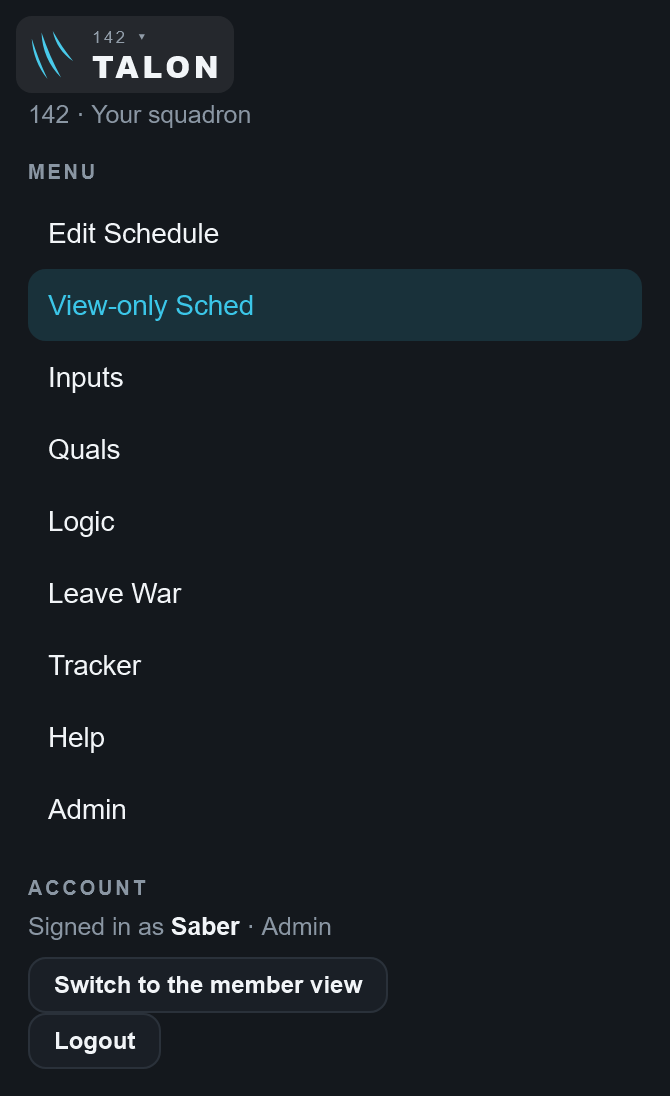 142 ▾
TALON
142 · Your squadron
MENU
Edit Schedule
View-only Sched
Inputs
Quals
Logic
Leave War
Tracker
Help
Admin
ACCOUNT
Signed in as Saber · Admin
Switch to the member view
Logout